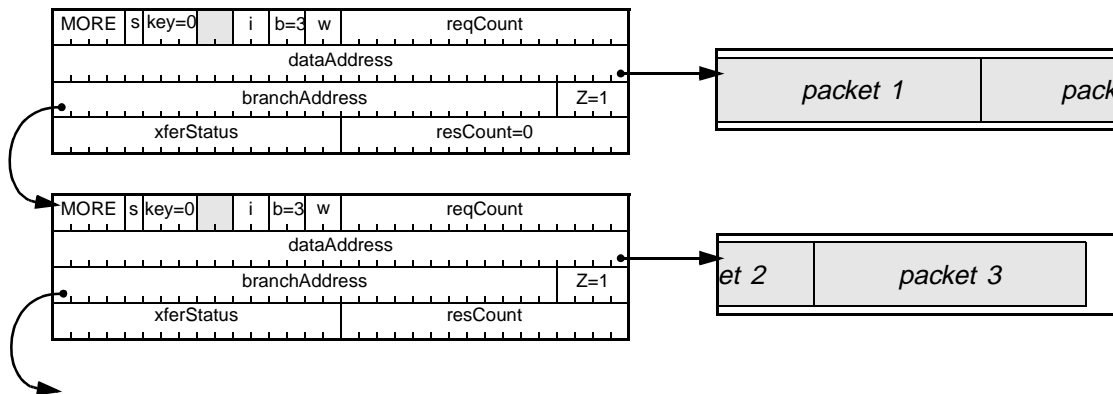 MORE s key=0 i b=3 w reqCount
dataAddress
branchAddress Z=1
xferStatus resCount=0
packet 1 pack
MORE s key=0 i b=3 w reqCount
dataAddress
branchAddress Z=1
xferStatus resCount
et 2 packet 3